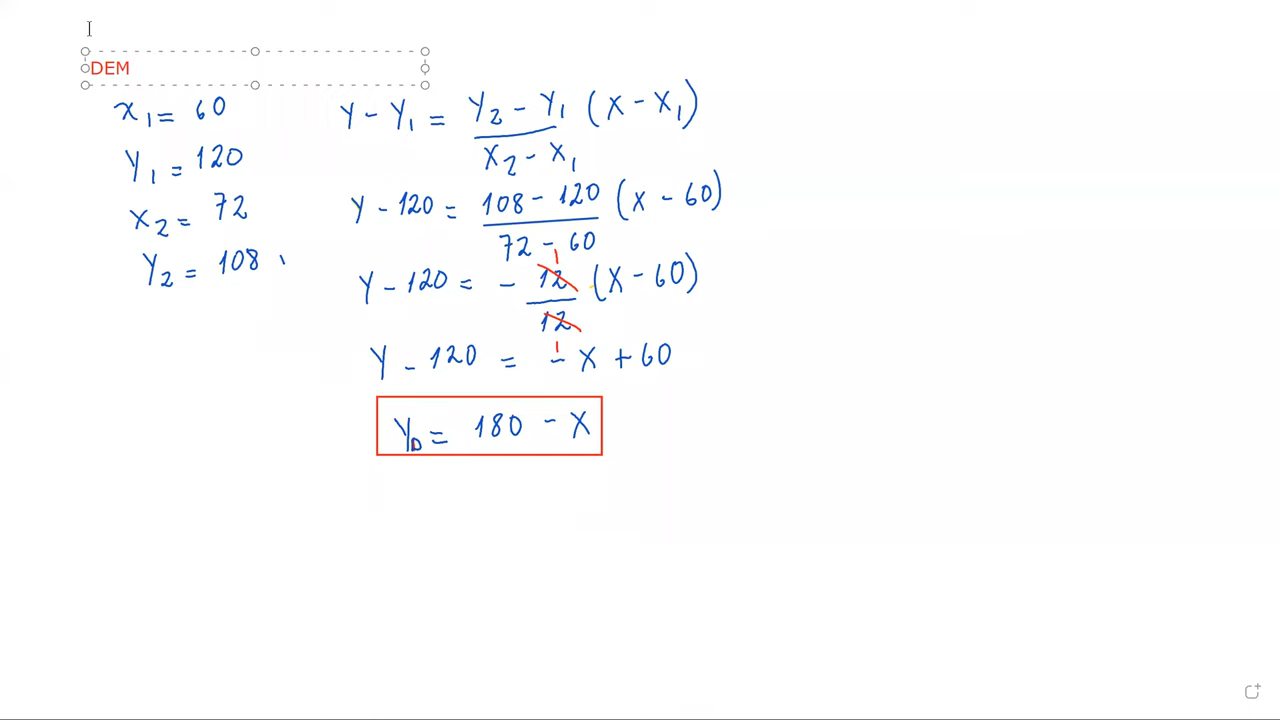 DEM
x₁ = 60
Y₁ = 120
x₂ = 72
Y₂ = 108
Y - Y₁ = Y₂ - Y₁ / X₂ - X₁ (X - X₁)
Y - 120 = 108 - 120 / 72 - 60 (X - 60)
Y - 120 = - 12 / 12 (X - 60)
1
1
Y - 120 = - X + 60
Y_D = 180 - X